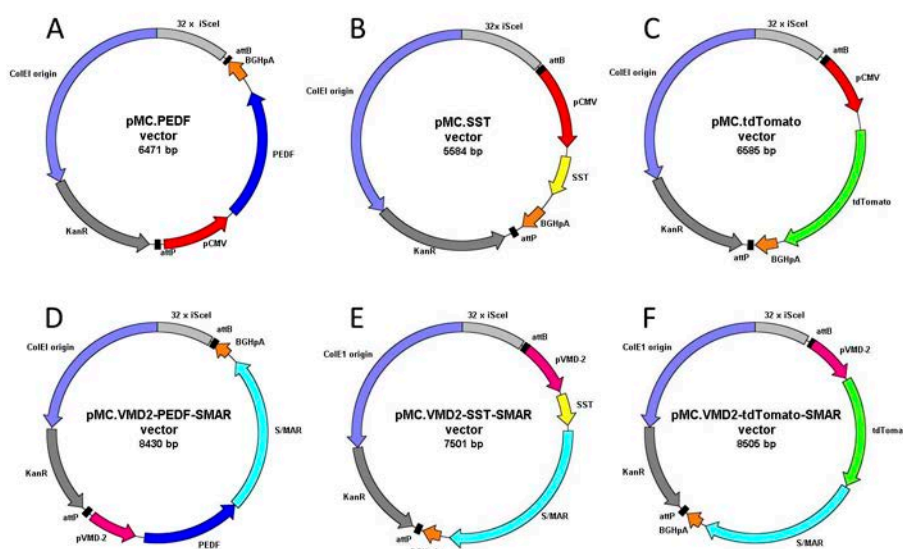 A
32 x iSceI
attB
BGHpA
ColEI origin
pMC.PEDF
vector
6471 bp
PEDF
KanR
attP
pCMV
B
32 x iSceI
attB
pCMV
ColEI origin
pMC.SST
vector
5584 bp
SST
BGHpA
attP
KanR
C
32 x iSceI
attB
pCMV
ColEI origin
pMC.tdTomato
vector
6585 bp
tdTomato
KanR
attP
BGHpA
D
32 x iSceI
attB
BGHpA
ColEI origin
pMC.VMD2-PEDF-SMAR
vector
8430 bp
S/MAR
KanR
attP
pVMD-2
PEDF
E
32 x iSceI
attB
pVMD-2
ColE1 origin
SST
pMC.VMD2-SST-SMAR
vector
7501 bp
KanR
S/MAR
attP
F
32 x iSceI
attB
pVMD-2
ColE1 origin
pMC.VMD2-tdTomato-SMAR
vector
8505 bp
tdToma
KanR
attP
BGHpA
S/MAR